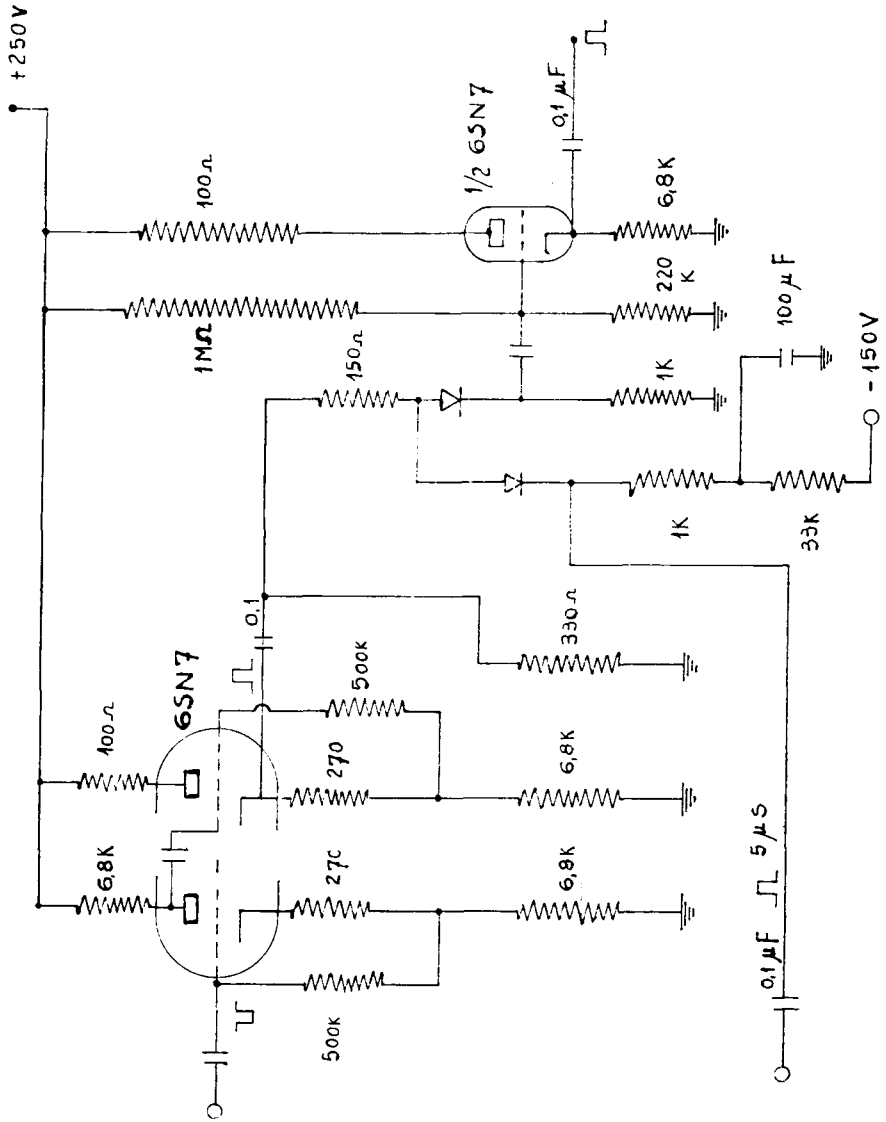 +250V
100Ω
1MΩ
1/2 6SN7
0,1 µF
6,8K
220
K
150Ω
1K
100 µF
-150V
1K
33K
6SN7
100Ω
6,8K
0,1
500K
270
330Ω
6,8K
27C
6,8K
500K
0,1 µF
5 µS